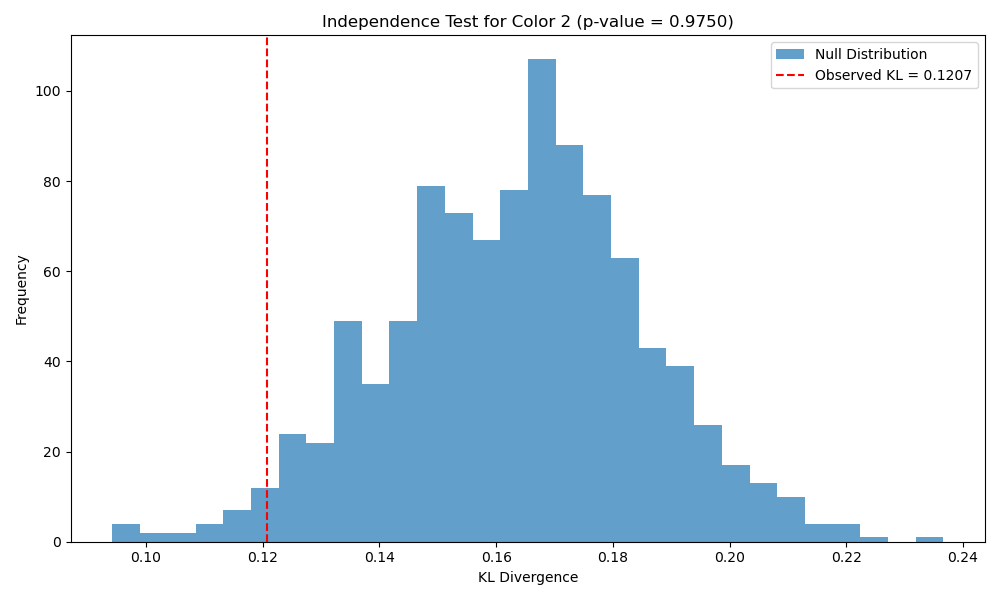 Independence Test for Color 2 (p-value = 0.9750)
Null Distribution
Observed KL = 0.1207
100
80
60
40
20
0
Frequency
0.10 0.12 0.14 0.16 0.18 0.20 0.22 0.24
KL Divergence